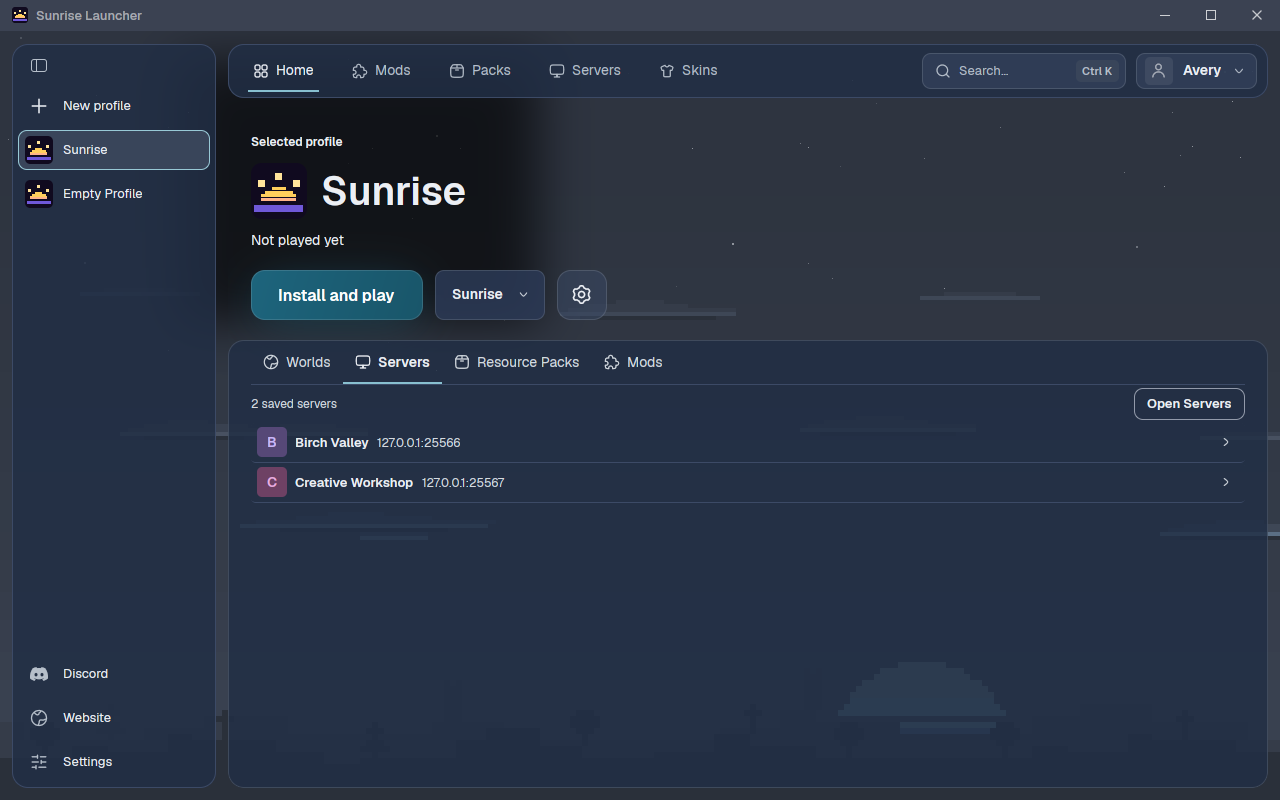 Sunrise Launcher
New profile
Sunrise
Empty Profile
Discord
Website
Settings
Home Mods Packs Servers Skins Search... Ctrl K Avery
Selected profile
Sunrise
Not played yet
Install and play Sunrise
Worlds Servers Resource Packs Mods
2 saved servers Open Servers
B Birch Valley 127.0.0.1:25566
C Creative Workshop 127.0.0.1:25567